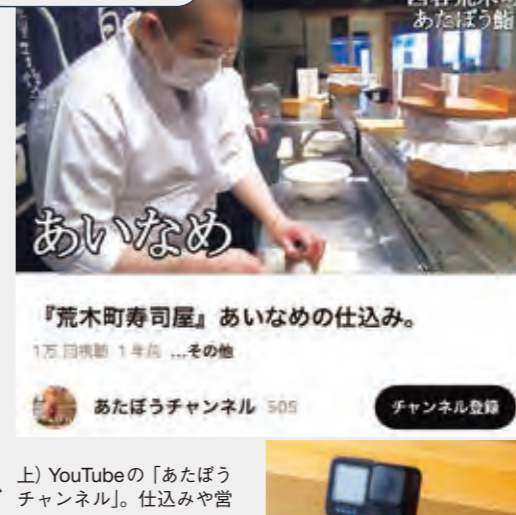 あたぼう鮨
あいなめ
『荒木町寿司屋』あいなめの仕込み。
1万 回視聴 1 年前 ...その他
あたぼうチャンネル 505
チャンネル登録
上) YouTubeの「あたぼう
チャンネル」。仕込みや営